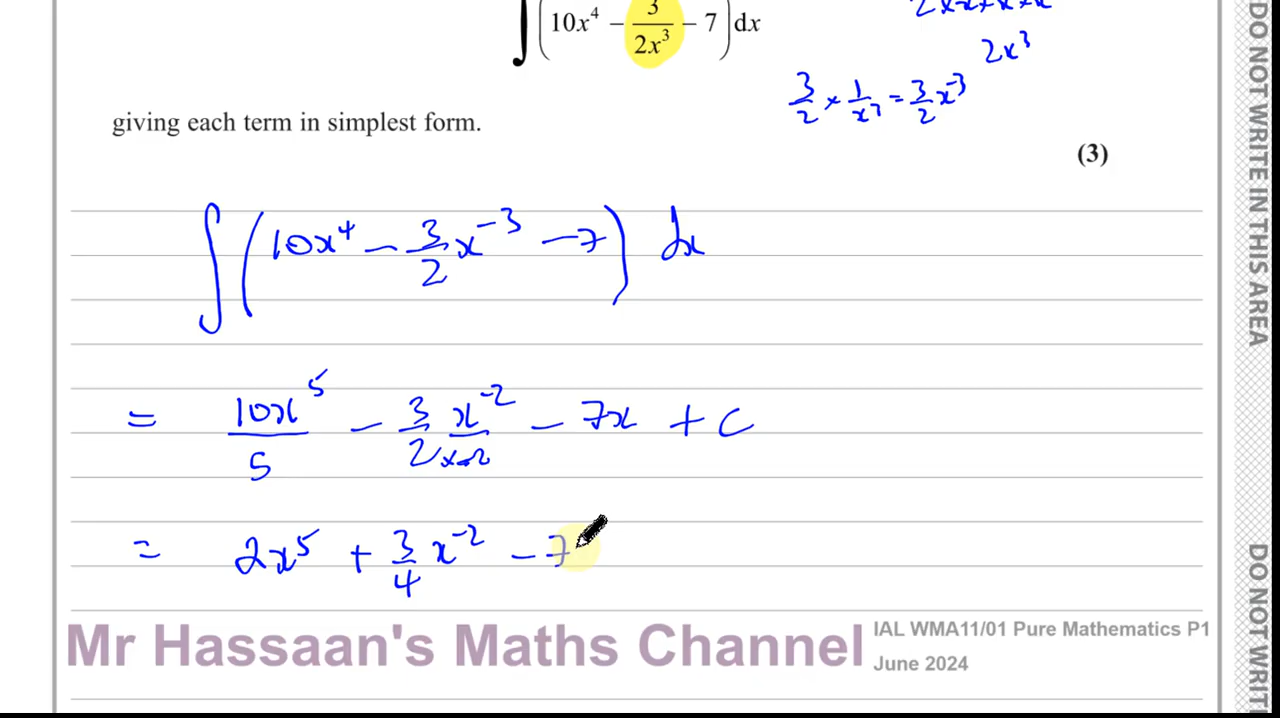 ∫(10x⁴ − 3/(2x³) − 7) dx
2x³
3/2 × 1/x³ = 3/2 x⁻³
giving each term in simplest form.
(3)
∫(10x⁴ − 3/2 x⁻³ − 7) dx
= 10x⁵/5 − 3/2 x⁻²/×-2 − 7x + C
= 2x⁵ + 3/4 x⁻² − 7
Mr Hassaan's Maths Channel
IAL WMA11/01 Pure Mathematics P1
June 2024
DO NOT WRITE IN THIS AREA
DO NOT